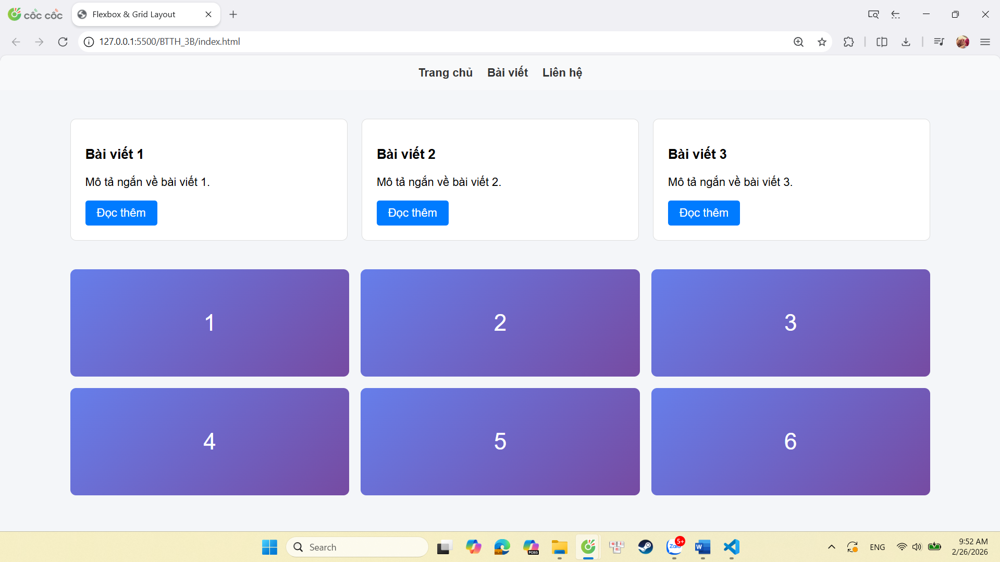 cốc cốc
Flexbox & Grid Layout
127.0.0.1:5500/BTTH_3B/index.html
Trang chủ Bài viết Liên hệ
Bài viết 1
Mô tả ngắn về bài viết 1.
Đọc thêm
Bài viết 2
Mô tả ngắn về bài viết 2.
Đọc thêm
Bài viết 3
Mô tả ngắn về bài viết 3.
Đọc thêm
1
2
3
4
5
6
Search
M365
u
n i
Zalo
5+
W
ENG
9:52 AM
2/26/2026